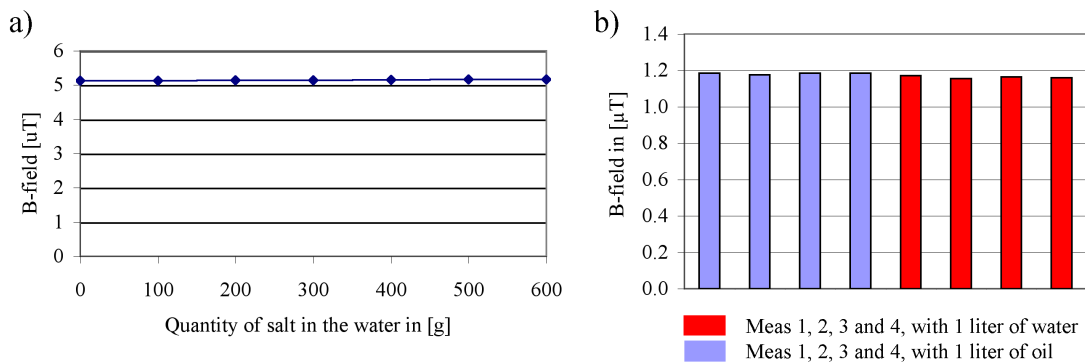 a)
B-field [uT]
6
5
4
3
2
1
0
0 100 200 300 400 500 600
Quantity of salt in the water in [g]
b)
B-field in [µT]
1.4
1.2
1.0
0.8
0.6
0.4
0.2
0.0
Meas 1, 2, 3 and 4, with 1 liter of water
Meas 1, 2, 3 and 4, with 1 liter of oil